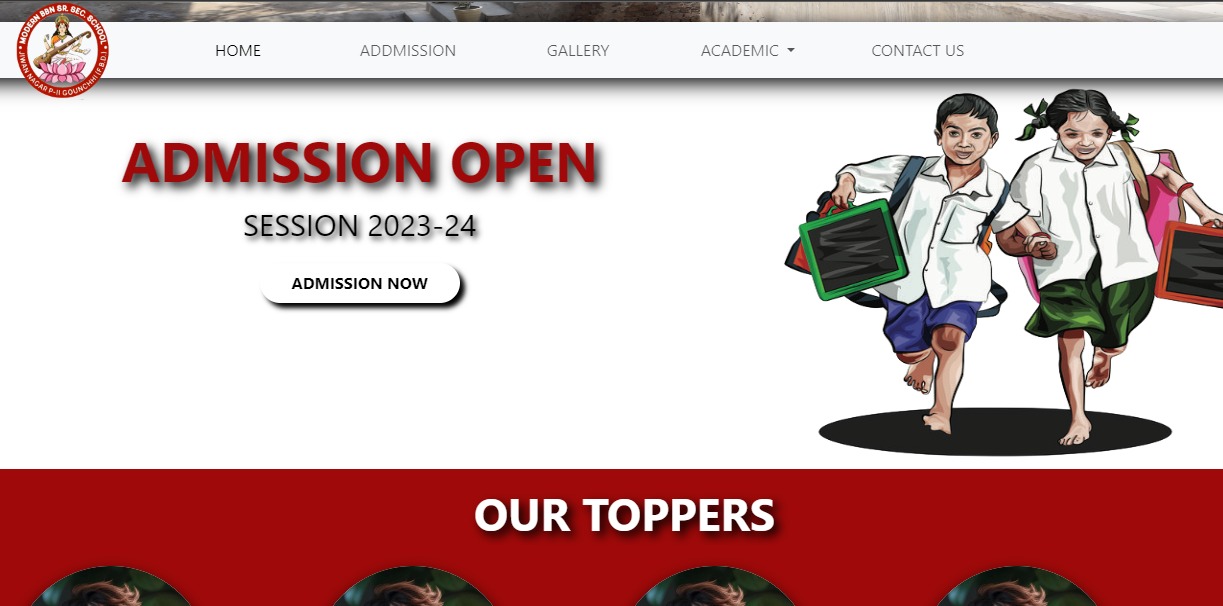 MODERN BBN SR. SEC. SCHOOL
JIWAN NAGAR P-II GOUNCHHI (F.B.D.)
HOME
ADDMISSION
GALLERY
ACADEMIC
CONTACT US
ADMISSION OPEN
SESSION 2023-24
ADMISSION NOW
OUR TOPPERS